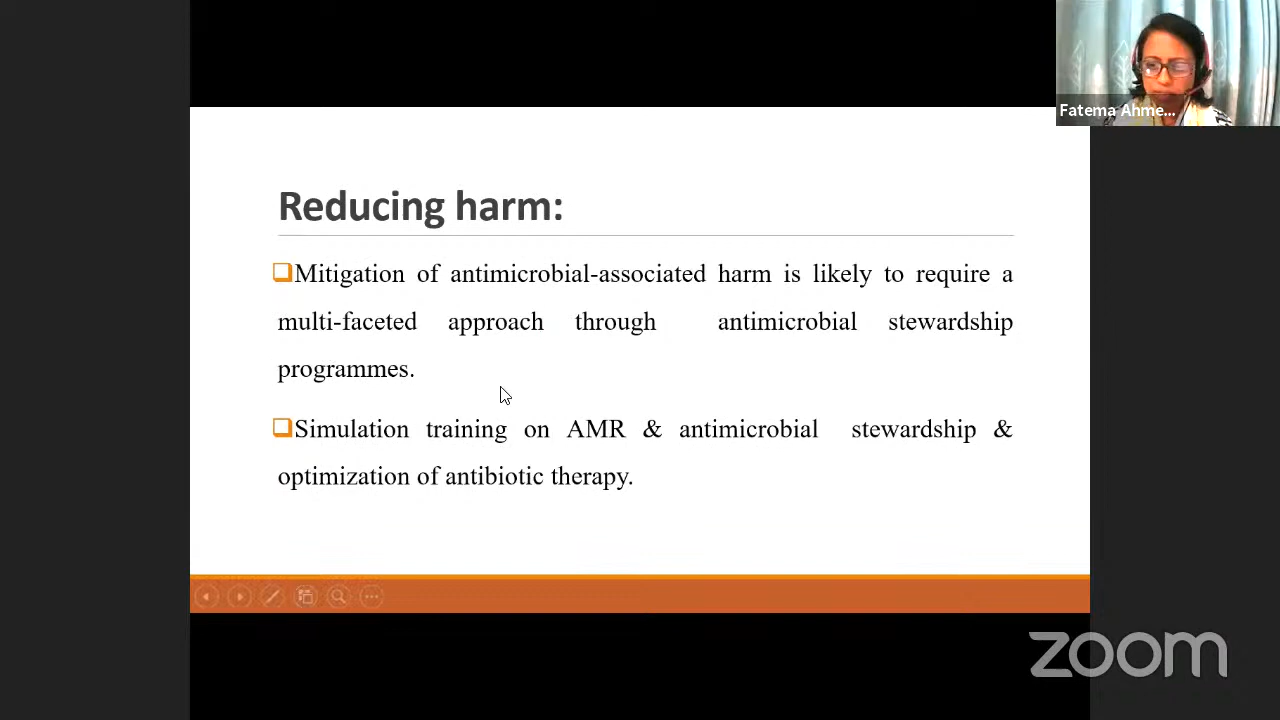 Fatema Ahme...
Reducing harm:
Mitigation of antimicrobial-associated harm is likely to require a
multi-faceted approach through antimicrobial stewardship
programmes.
Simulation training on AMR & antimicrobial stewardship &
optimization of antibiotic therapy.
zoom